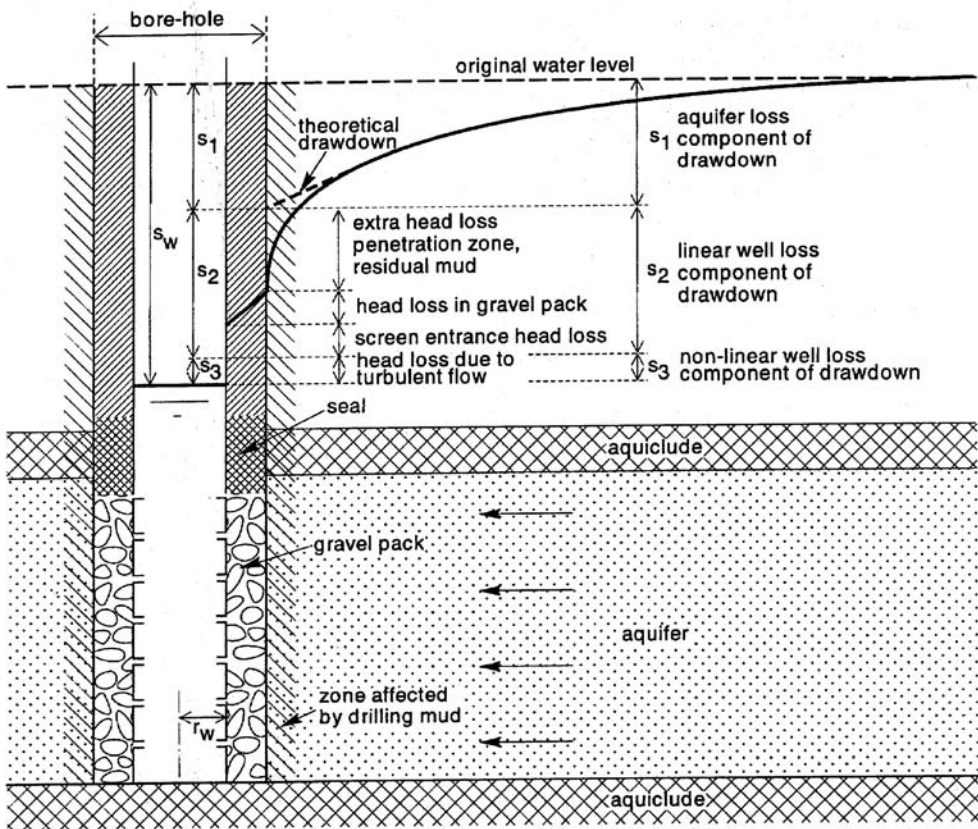 bore-hole
original water level
theoretical
drawdown
s1
s1
aquifer loss
component of
drawdown
sw
s2
extra head loss
penetration zone,
residual mud
s2
linear well loss
component of
drawdown
head loss in gravel pack
screen entrance head loss
s3
head loss due to
turbulent flow
s3
non-linear well loss
component of drawdown
seal
aquiclude
gravel pack
aquifer
zone affected
by drilling mud
rw
aquiclude